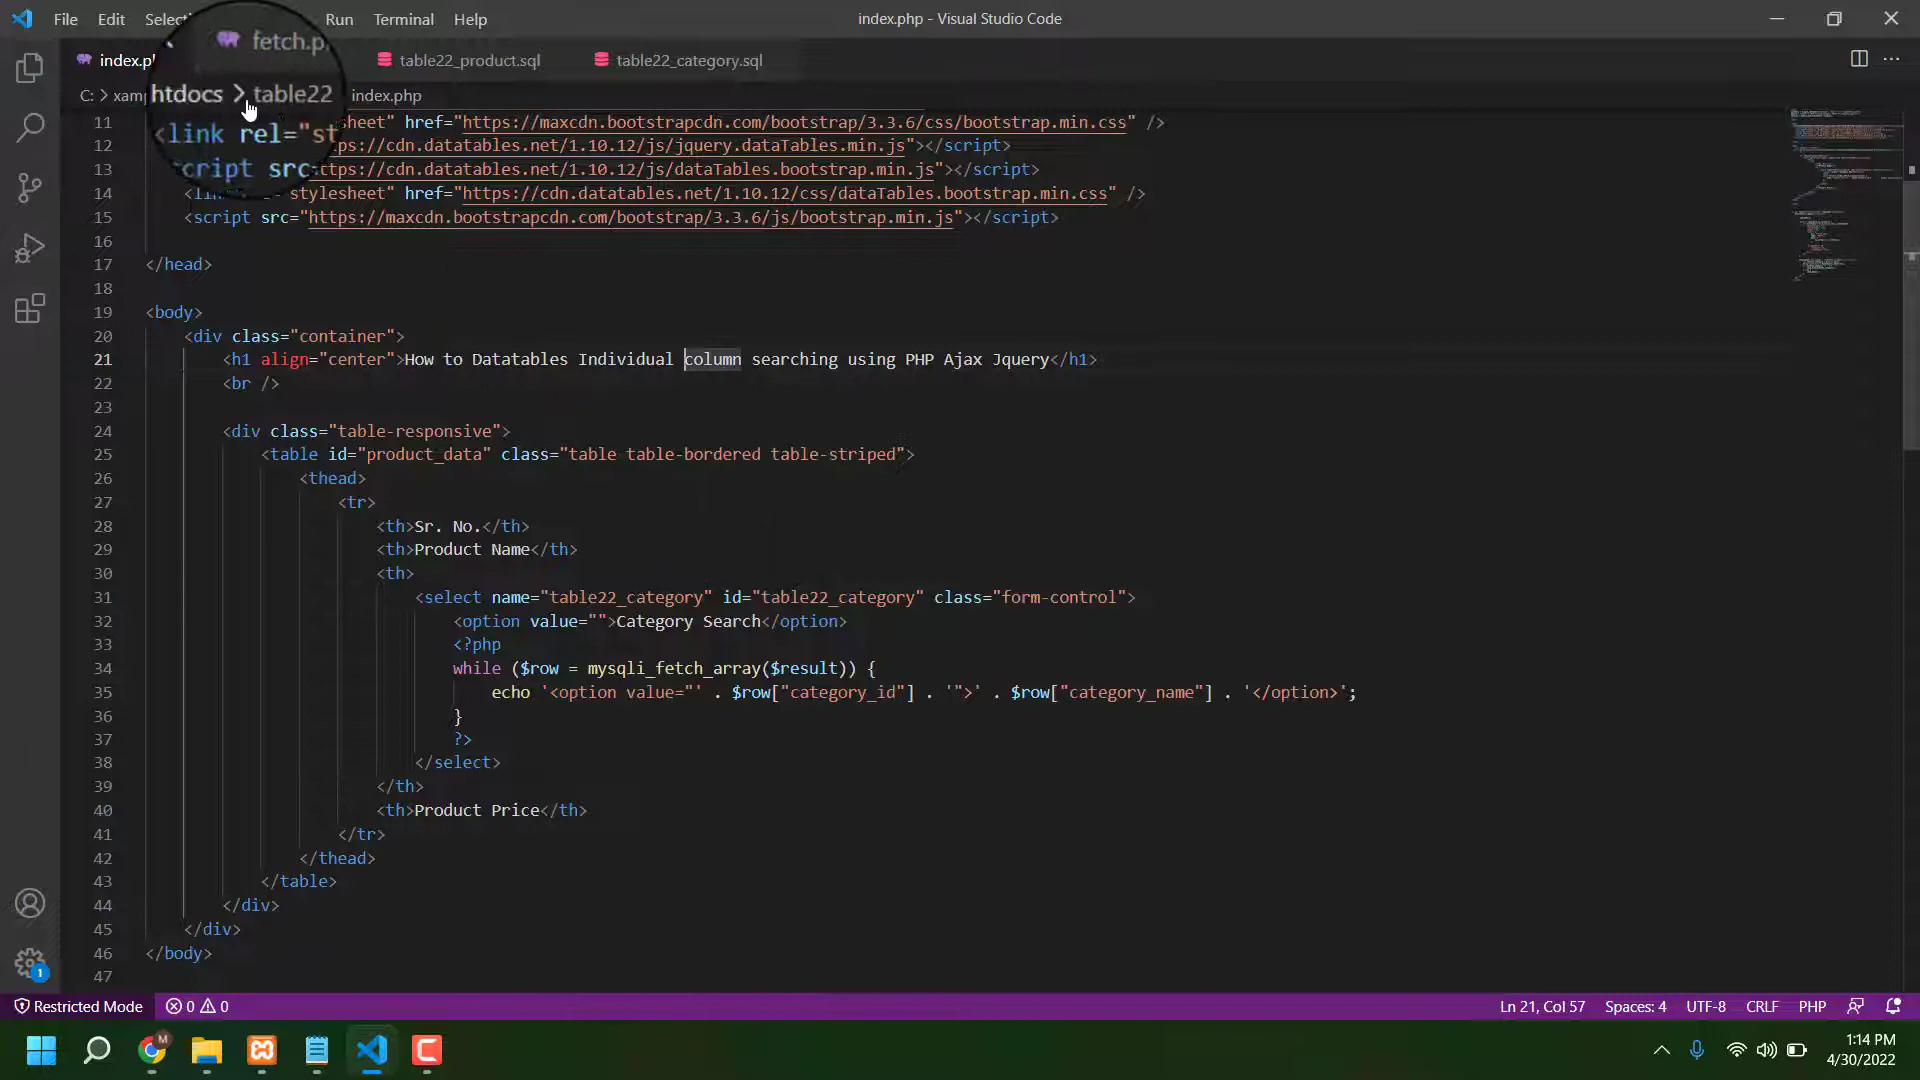 File Edit Selecti Run Terminal Help
index.php - Visual Studio Code
index.ph fetch.p table22_product.sql table22_category.sql
C: > xamp htdocs > table22 index.php
11 <link rel="st sheet" href="https://maxcdn.bootstrapcdn.com/bootstrap/3.3.6/css/bootstrap.min.css" />
12 cript src ps://cdn.datatables.net/1.10.12/js/jquery.dataTables.min.js"></script>
13 ttps://cdn.datatables.net/1.10.12/js/dataTables.bootstrap.min.js"></script>
14 <lin stylesheet" href="https://cdn.datatables.net/1.10.12/css/dataTables.bootstrap.min.css" />
15 <script src="https://maxcdn.bootstrapcdn.com/bootstrap/3.3.6/js/bootstrap.min.js"></script>
16
17 </head>
18
19 <body>
20 <div class="container">
21 <h1 align="center">How to Datatables Individual column searching using PHP Ajax Jquery</h1>
22 <br />
23
24 <div class="table-responsive">
25 <table id="product_data" class="table table-bordered table-striped">
26 <thead>
27 <tr>
28 <th>Sr. No.</th>
29 <th>Product Name</th>
30 <th>
31 <select name="table22_category" id="table22_category" class="form-control">
32 <option value="">Category Search</option>
33 <?php
34 while ($row = mysqli_fetch_array($result)) {
35 echo '<option value="' . $row["category_id"] . '">' . $row["category_name"] . '</option>';
36 }
37 ?>
38 </select>
39 </th>
40 <th>Product Price</th>
41 </tr>
42 </thead>
43 </table>
44 </div>
45 </div>
46 </body>
47
1
Restricted Mode 0 0 Ln 21, Col 57 Spaces: 4 UTF-8 CRLF PHP
M
1:14 PM
4/30/2022